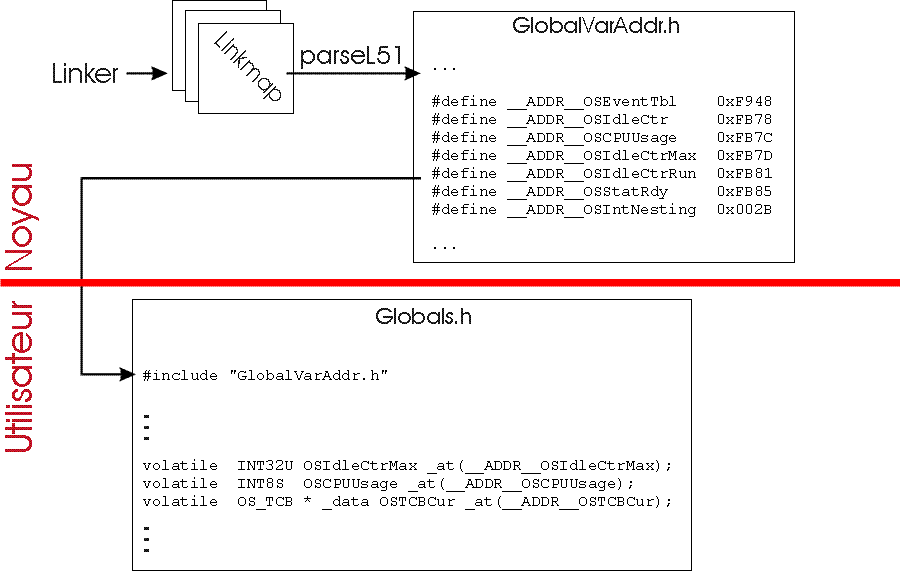 Linker
Linkmap
parseL51
GlobalVarAddr.h
...
#define __ADDR__OSEventTbl 0xF948
#define __ADDR__OSIdleCtr 0xFB78
#define __ADDR__OSCPUUsage 0xFB7C
#define __ADDR__OSIdleCtrMax 0xFB7D
#define __ADDR__OSIdleCtrRun 0xFB81
#define __ADDR__OSStatRdy 0xFB85
#define __ADDR__OSIntNesting 0x002B
...
Noyau
Utilisateur
Globals.h
#include "GlobalVarAddr.h"
volatile INT32U OSIdleCtrMax _at(__ADDR__OSIdleCtrMax);
volatile INT8S OSCPUUsage _at(__ADDR__OSCPUUsage);
volatile OS_TCB * _data OSTCBCur _at(__ADDR__OSTCBCur);